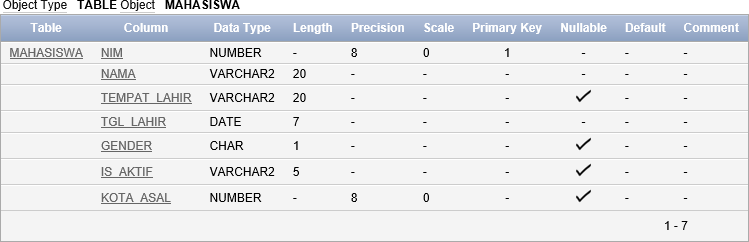 Object Type TABLE Object MAHASISWA
Table Column Data Type Length Precision Scale Primary Key Nullable Default Comment
MAHASISWA NIM NUMBER - 8 0 1 - - -
NAMA VARCHAR2 20 - - - - - -
TEMPAT_LAHIR VARCHAR2 20 - - - ✓ - -
TGL_LAHIR DATE 7 - - - - - -
GENDER CHAR 1 - - - ✓ - -
IS_AKTIF VARCHAR2 5 - - - ✓ - -
KOTA_ASAL NUMBER - 8 0 - ✓ - -
1 - 7